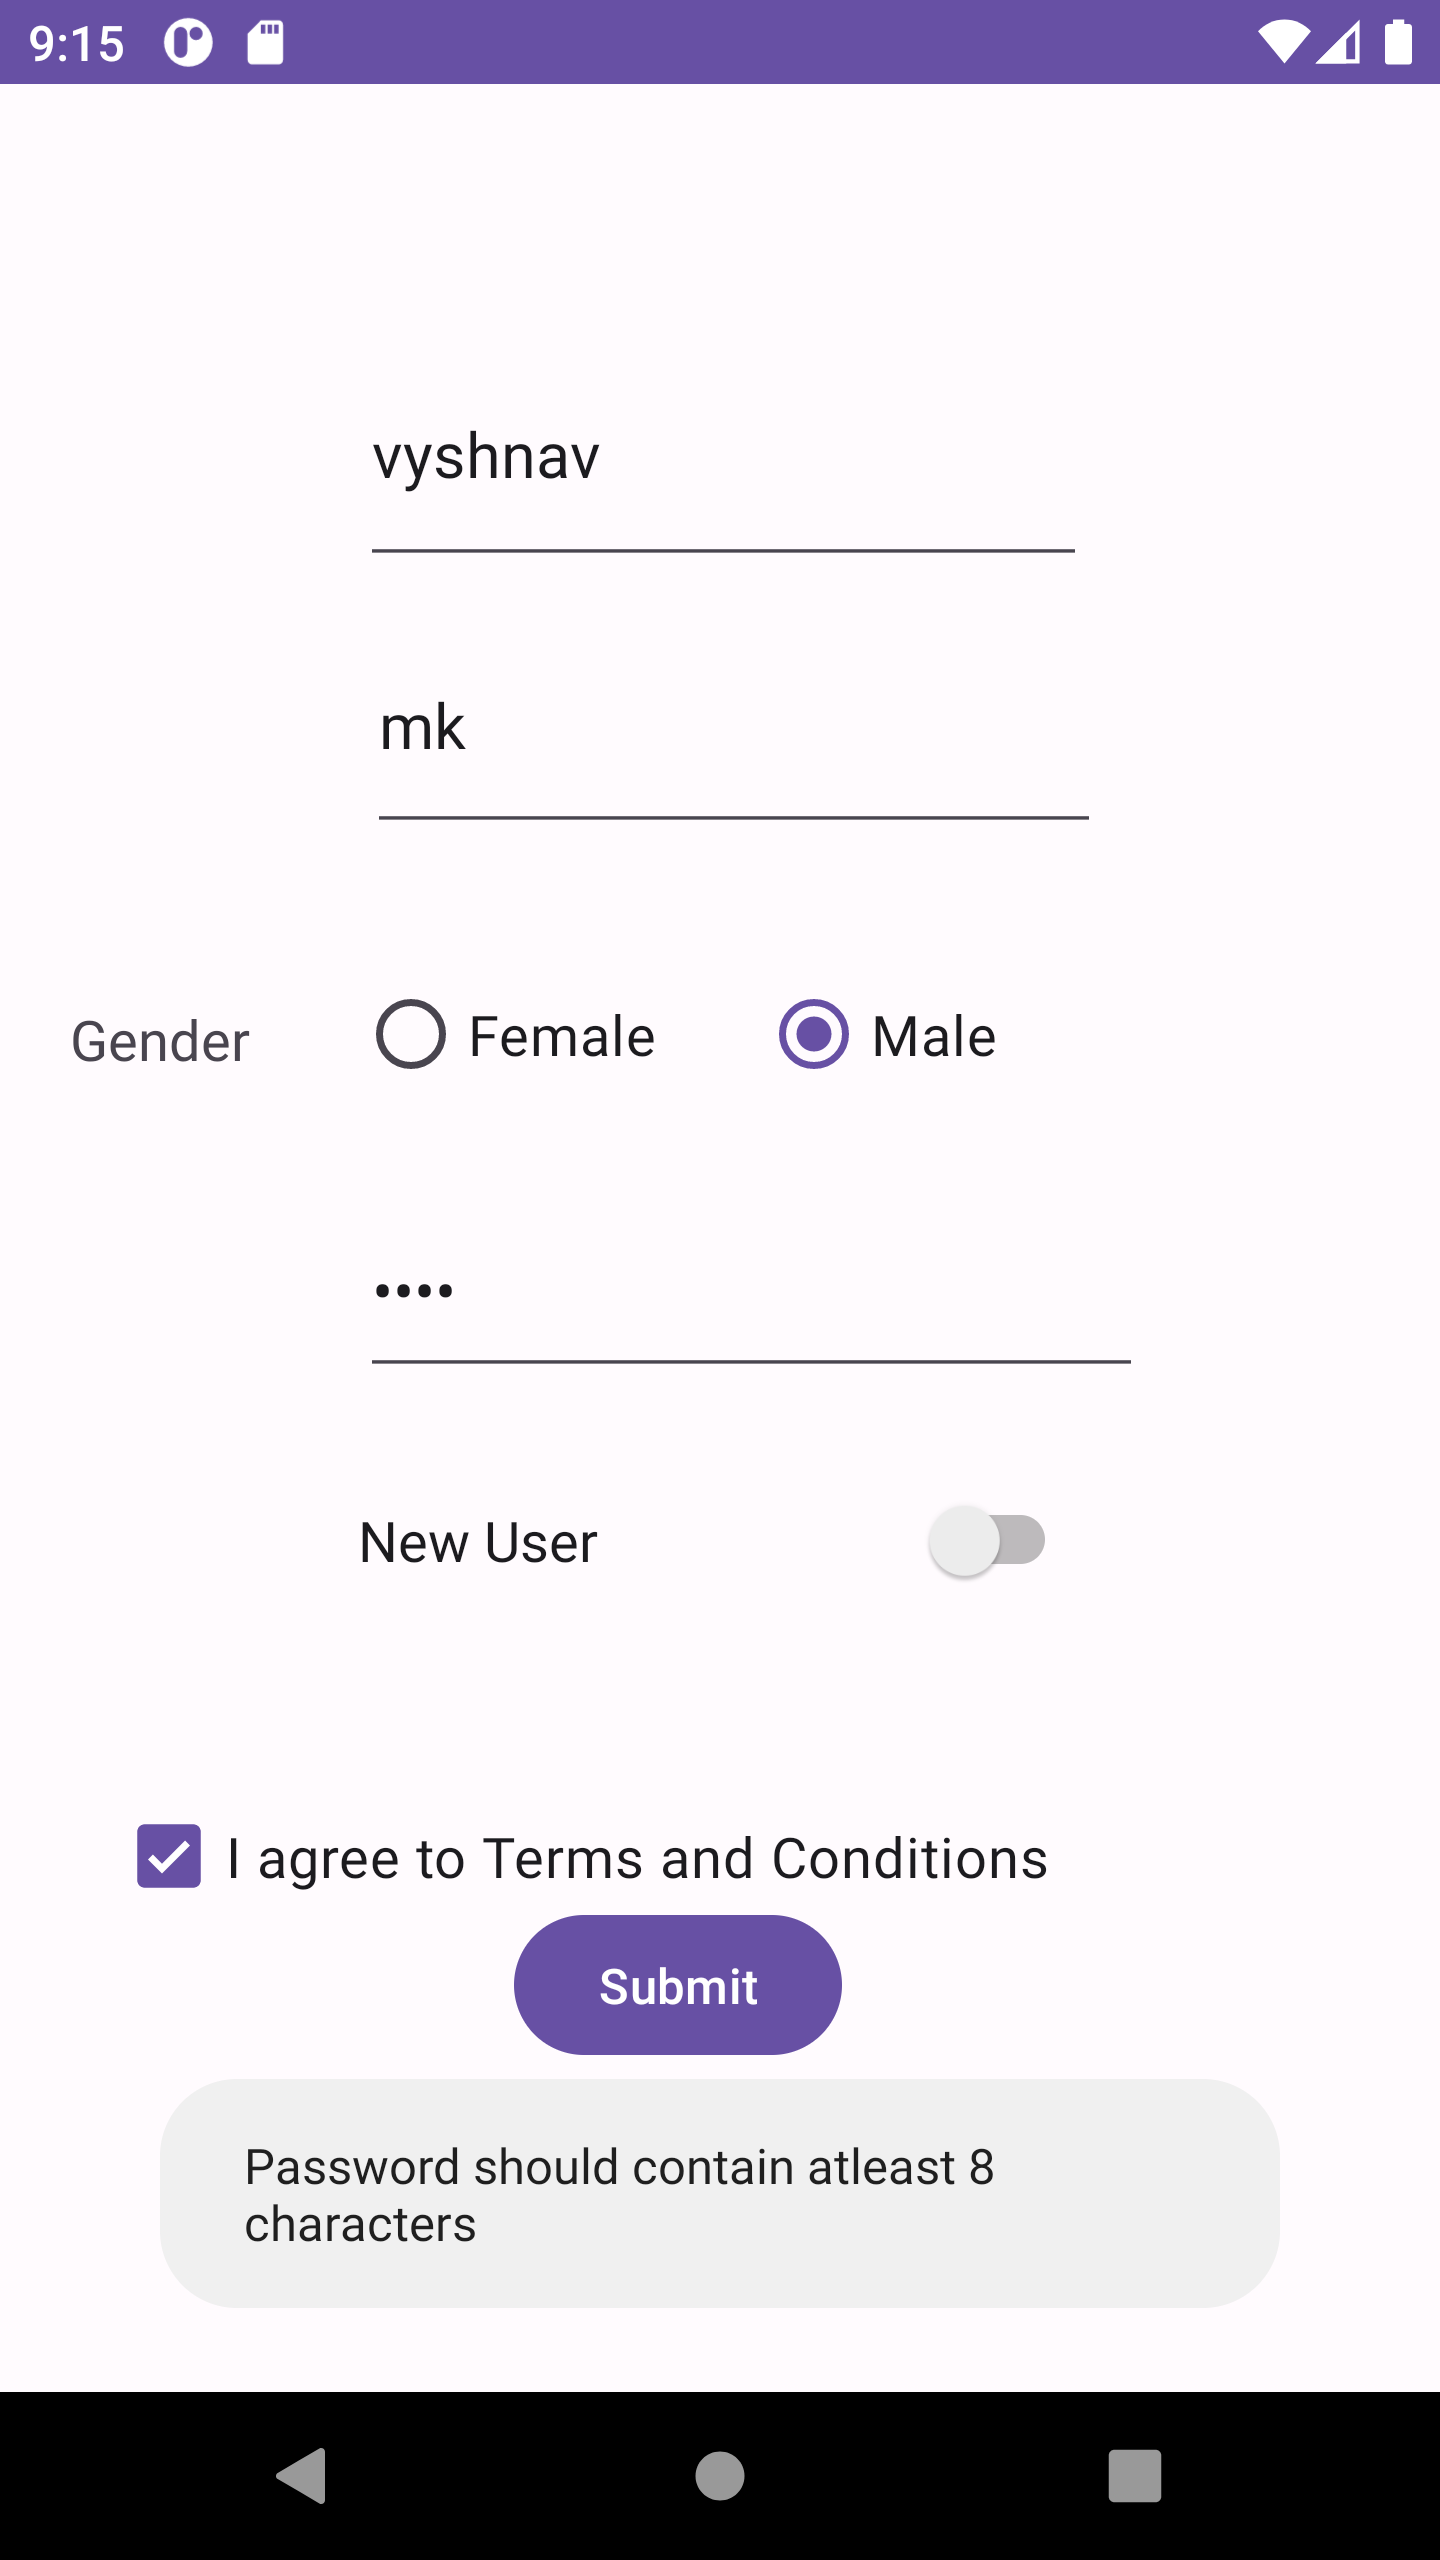 9:15
vyshnav
mk
Gender Female Male
••••
New User
I agree to Terms and Conditions
Submit
Password should contain atleast 8
characters